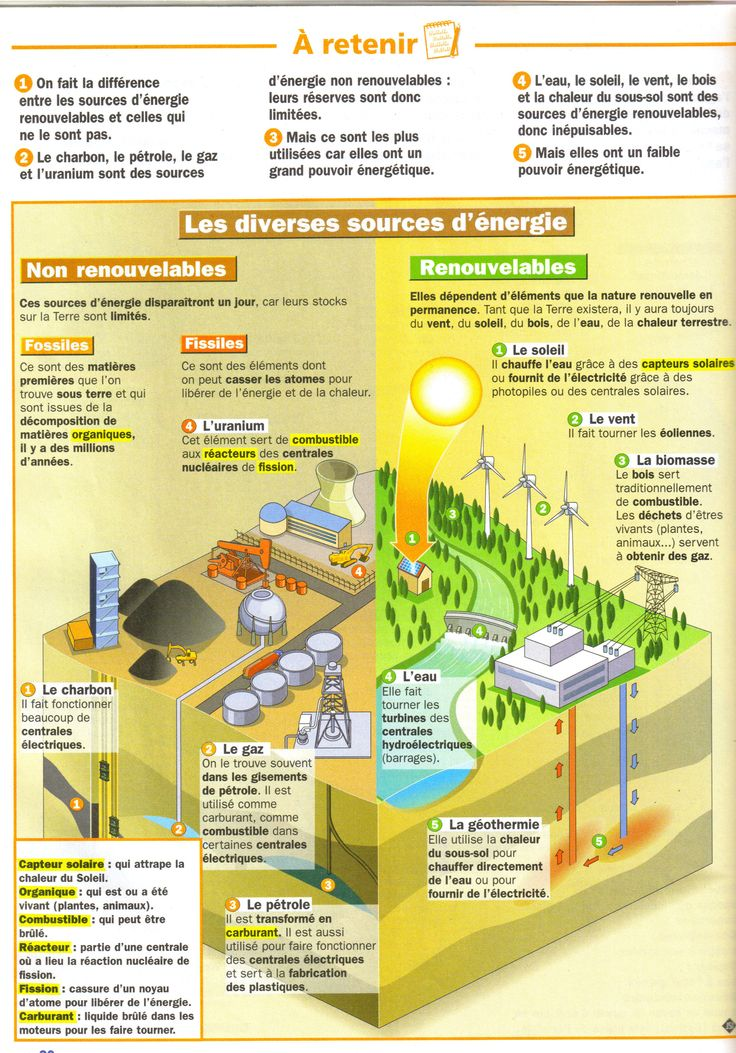 À retenir
1 On fait la différence
entre les sources d'énergie
renouvelables et celles qui
ne le sont pas.
2 Le charbon, le pétrole, le gaz
et l'uranium sont des sources
d'énergie non renouvelables :
leurs réserves sont donc
limitées.
3 Mais ce sont les plus
utilisées car elles ont un
grand pouvoir énergétique.
4 L'eau, le soleil, le vent, le bois
et la chaleur du sous-sol sont des
sources d'énergie renouvelables,
donc inépuisables.
5 Mais elles ont un faible
pouvoir énergétique.
Les diverses sources d'énergie
Non renouvelables
Ces sources d'énergie disparaîtront un jour, car leurs stocks
sur la Terre sont limités.
Fossiles
Ce sont des matières
premières que l'on
trouve sous terre et qui
sont issues de la
décomposition de
matières organiques,
il y a des millions
d'années.
Fissiles
Ce sont des éléments dont
on peut casser les atomes pour
libérer de l'énergie et de la chaleur.
4 L'uranium
Cet élément sert de combustible
aux réacteurs des centrales
nucléaires de fission.
4
1 Le charbon
Il fait fonctionner
beaucoup de
centrales
électriques.
1
2 Le gaz
On le trouve souvent
dans les gisements
de pétrole. Il est
utilisé comme
carburant, comme
combustible dans
certaines centrales
électriques.
2
3
3 Le pétrole
Il est transformé en
carburant. Il est aussi
utilisé pour faire fonctionner
des centrales électriques
et sert à la fabrication
des plastiques.
Renouvelables
Elles dépendent d'éléments que la nature renouvelle en
permanence. Tant que la Terre existera, il y aura toujours
du vent, du soleil, du bois, de l'eau, de la chaleur terrestre.
1 Le soleil
Il chauffe l'eau grâce à des capteurs solaires
ou fournit de l'électricité grâce à des
photopiles ou des centrales solaires.
2 Le vent
Il fait tourner les éoliennes.
3 La biomasse
Le bois sert
traditionnellement
de combustible.
Les déchets d'êtres
vivants (plantes,
animaux...) servent
à obtenir des gaz.
3
2
1
4
4 L'eau
Elle fait
tourner les
turbines des
centrales
hydroélectriques
(barrages).
5 La géothermie
Elle utilise la chaleur
du sous-sol pour
chauffer directement
de l'eau ou pour
fournir de l'électricité.
5
Capteur solaire : qui attrape la
chaleur du Soleil.
Organique : qui est ou a été
vivant (plantes, animaux).
Combustible : qui peut être
brûlé.
Réacteur : partie d'une centrale
où a lieu la réaction nucléaire de
fission.
Fission : cassure d'un noyau
d'atome pour libérer de l'énergie.
Carburant : liquide brûlé dans les
moteurs pour les faire tourner.